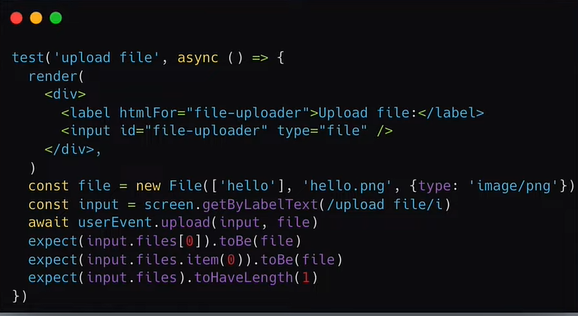 test('upload file', async () => {
  render(
    <div>
      <label htmlFor="file-uploader">Upload file:</label>
      <input id="file-uploader" type="file" />
    </div>,
  )
  const file = new File(['hello'], 'hello.png', {type: 'image/png'})
  const input = screen.getByLabelText(/upload file/i)
  await userEvent.upload(input, file)
  expect(input.files[0]).toBe(file)
  expect(input.files.item(0)).toBe(file)
  expect(input.files).toHaveLength(1)
})